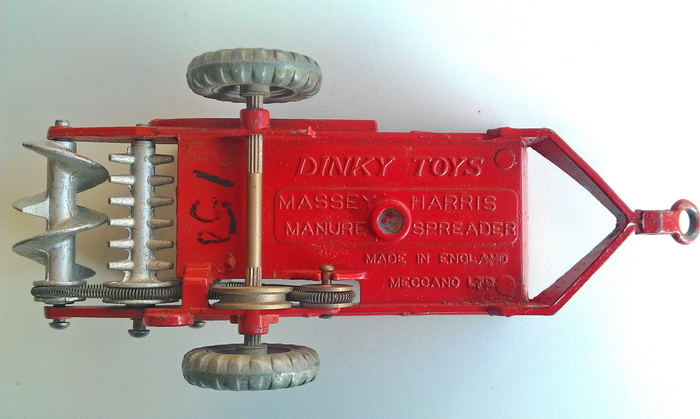 DINKY TOYS
MASSEY HARRIS
MANURE SPREADER
MADE IN ENGLAND
MECCANO LTD